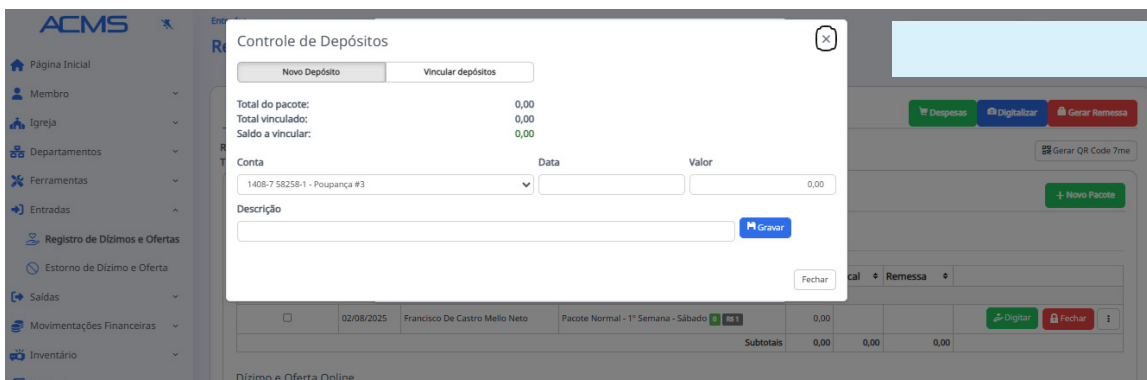 ACMS
Página Inicial
Membro
Igreja
Departamentos
Ferramentas
Entradas
Registro de Dízimos e Ofertas
Estorno de Dízimo e Oferta
Saídas
Movimentações Financeiras
Inventário
Controle de Depósitos
Novo Depósito Vincular depósitos
Total do pacote: 0,00
Total vinculado: 0,00
Saldo a vincular: 0,00
Conta Data Valor
1408-7 58258-1 - Poupança #3 0,00
Descrição
Gravar
Fechar
Despesas Digitalizar Gerar Remessa
Gerar QR Code 7me
+ Novo Pacote
Remessa
02/08/2025 Francisco De Castro Mello Neto Pacote Normal - 1º Semana - Sábado 0 R$ 1 0,00 Digitar Fechar
Subtotais 0,00 0,00 0,00
Dízimo e Oferta Online